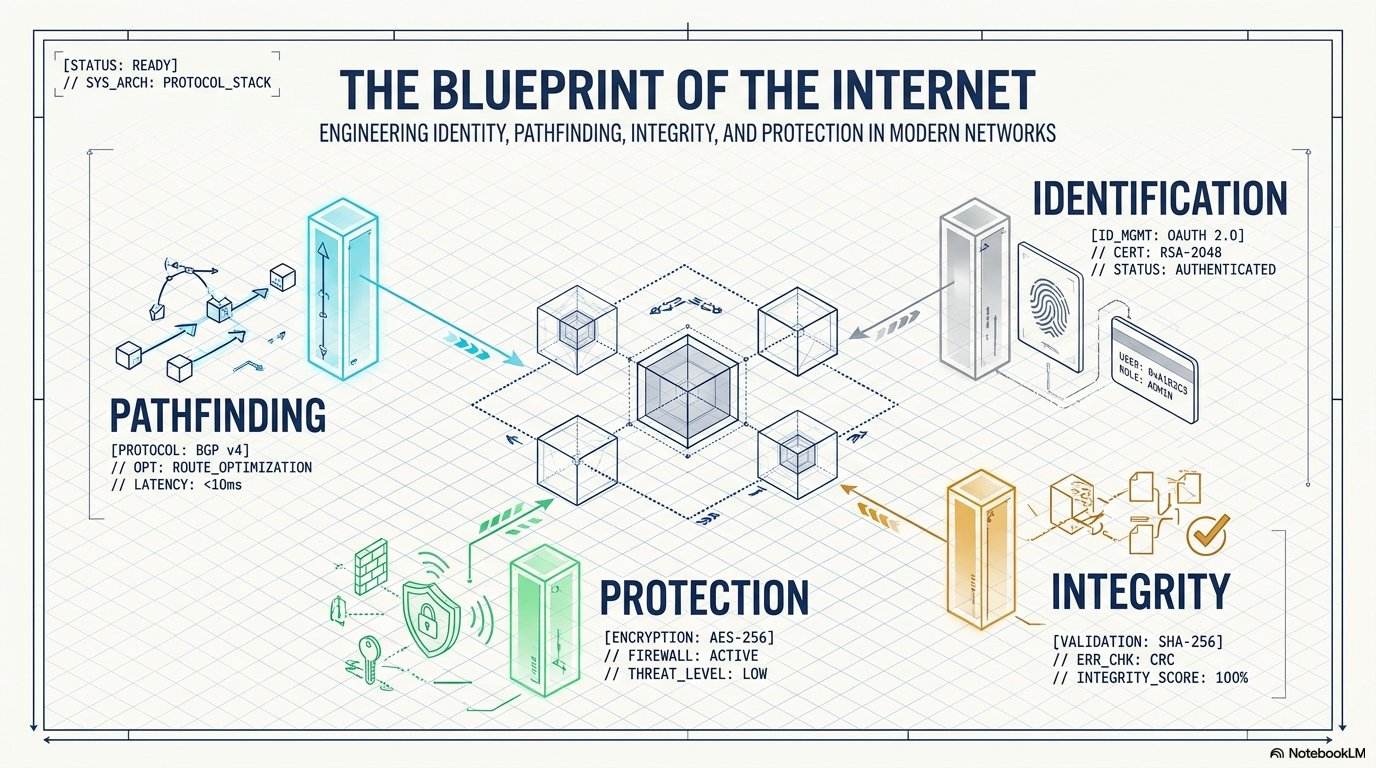 [STATUS: READY]
// SYS_ARCH: PROTOCOL_STACK
THE BLUEPRINT OF THE INTERNET
ENGINEERING IDENTITY, PATHFINDING, INTEGRITY, AND PROTECTION IN MODERN NETWORKS
IDENTIFICATION
[ID_MGMT: OAUTH 2.0]
// CERT: RSA-2048
// STATUS: AUTHENTICATED
ADMIN
PATHFINDING
[PROTOCOL: BGP v4]
// OPT: ROUTE_OPTIMIZATION
// LATENCY: <10ms
PROTECTION
[ENCRYPTION: AES-256]
// FIREWALL: ACTIVE
// THREAT_LEVEL: LOW
INTEGRITY
[VALIDATION: SHA-256]
// ERR_CHK: CRC
// INTEGRITY_SCORE: 100%
NotebookLM